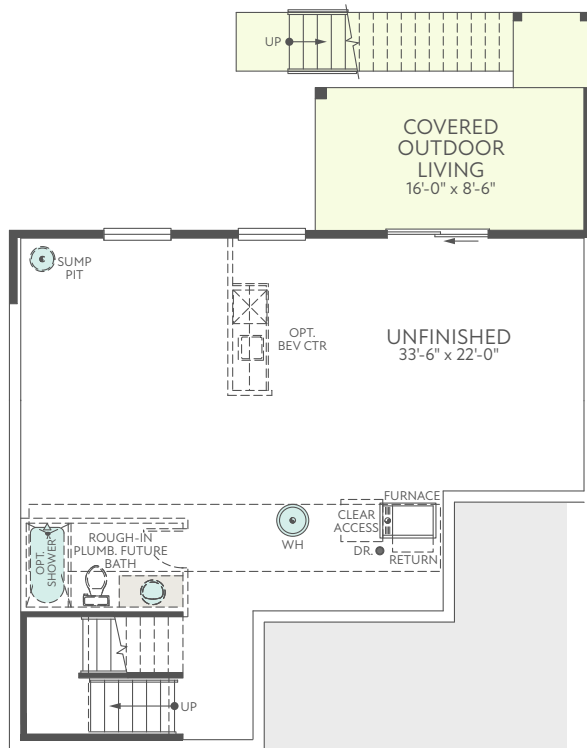 UP
COVERED
OUTDOOR
LIVING
16'-0" x 8'-6"
SUMP
PIT
OPT.
BEV CTR
UNFINISHED
33'-6" x 22'-0"
FURNACE
CLEAR
ACCESS
WH
DR.
RETURN
ROUGH-IN
PLUMB. FUTURE
BATH
OPT.
SHOWER
UP